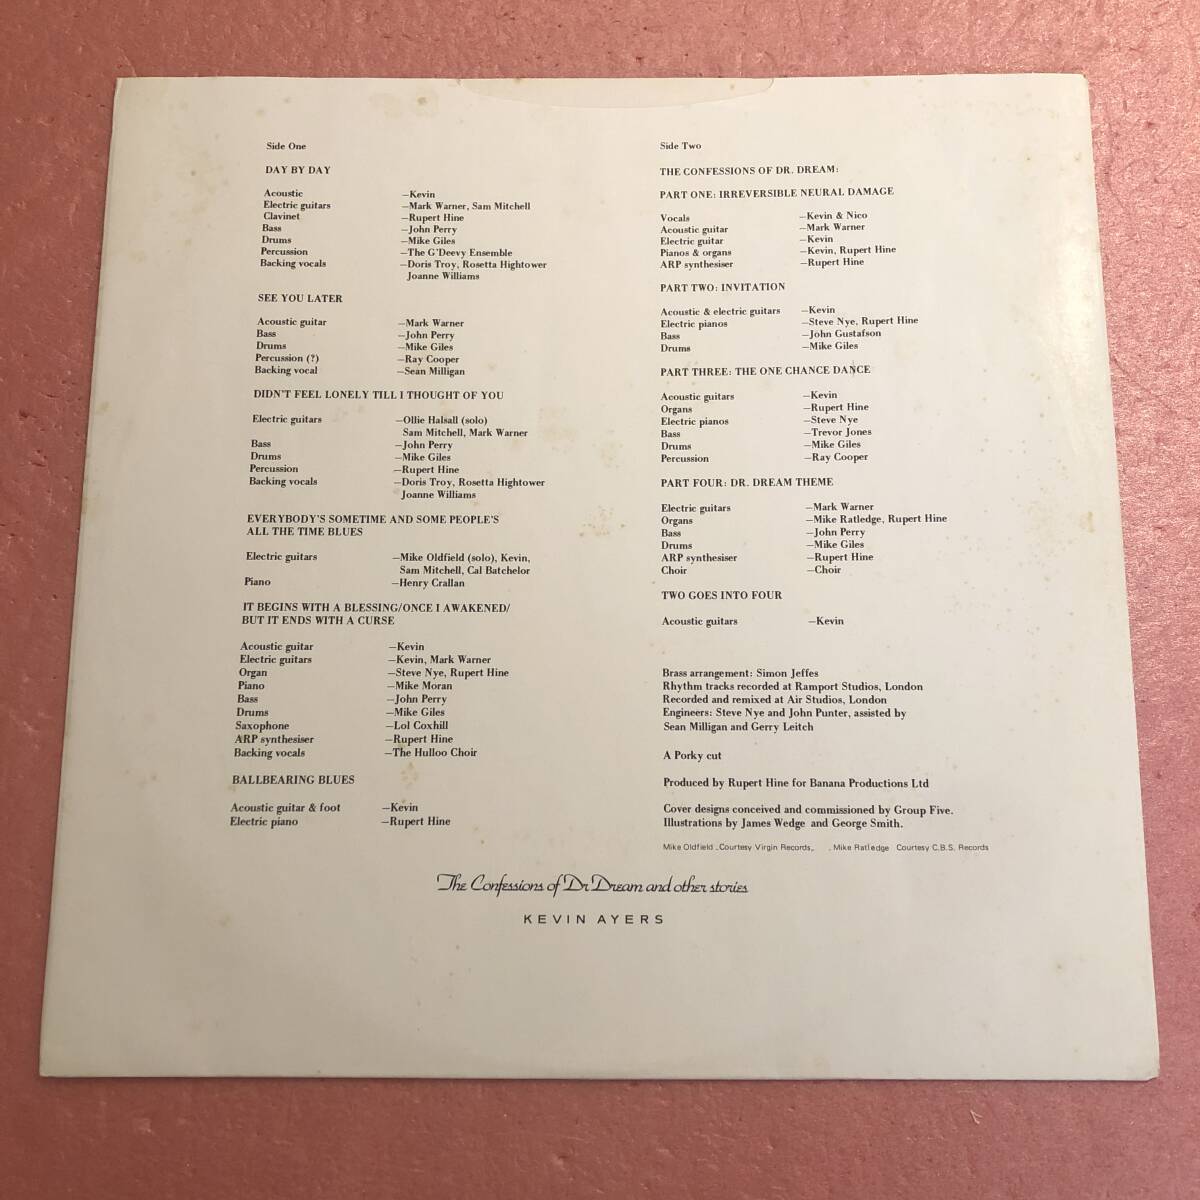 Side One
DAY BY DAY
Acoustic —Kevin
Electric guitars —Mark Warner, Sam Mitchell
Clavinet —Rupert Hine
Bass —John Perry
Drums —Mike Giles
Percussion —The G'Deevy Ensemble
Backing vocals —Doris Troy, Rosetta Hightower
Joanne Williams
SEE YOU LATER
Acoustic guitar —Mark Warner
Bass —John Perry
Drums —Mike Giles
Percussion (?) —Ray Cooper
Backing vocal —Sean Milligan
DIDN'T FEEL LONELY TILL I THOUGHT OF YOU
Electric guitars —Ollie Halsall (solo)
Sam Mitchell, Mark Warner
Bass —John Perry
Drums —Mike Giles
Percussion —Rupert Hine
Backing vocals —Doris Troy, Rosetta Hightower
Joanne Williams
EVERYBODY'S SOMETIME AND SOME PEOPLE'S
ALL THE TIME BLUES
Electric guitars —Mike Oldfield (solo), Kevin,
Sam Mitchell, Cal Batchelor
Piano —Henry Crallan
IT BEGINS WITH A BLESSING/ONCE I AWAKENED/
BUT IT ENDS WITH A CURSE
Acoustic guitar —Kevin
Electric guitars —Kevin, Mark Warner
Organ —Steve Nye, Rupert Hine
Piano —Mike Moran
Bass —John Perry
Drums —Mike Giles
Saxophone —Lol Coxhill
ARP synthesiser —Rupert Hine
Backing vocals —The Hulloo Choir
BALLBEARING BLUES
Acoustic guitar & foot —Kevin
Electric piano —Rupert Hine
Side Two
THE CONFESSIONS OF DR. DREAM:
PART ONE: IRREVERSIBLE NEURAL DAMAGE
Vocals —Kevin & Nico
Acoustic guitar —Mark Warner
Electric guitar —Kevin
Pianos & organs —Kevin, Rupert Hine
ARP synthesiser —Rupert Hine
PART TWO: INVITATION
Acoustic & electric guitars —Kevin
Electric pianos —Steve Nye, Rupert Hine
Bass —John Gustafson
Drums —Mike Giles
PART THREE: THE ONE CHANCE DANCE
Acoustic guitars —Kevin
Organs —Rupert Hine
Electric pianos —Steve Nye
Bass —Trevor Jones
Drums —Mike Giles
Percussion —Ray Cooper
PART FOUR: DR. DREAM THEME
Electric guitars —Mark Warner
Organs —Mike Ratledge, Rupert Hine
Bass —John Perry
Drums —Mike Giles
ARP synthesiser —Rupert Hine
Choir —Choir
TWO GOES INTO FOUR
Acoustic guitars —Kevin
Brass arrangement: Simon Jeffes
Rhythm tracks recorded at Ramport Studios, London
Recorded and remixed at Air Studios, London
Engineers: Steve Nye and John Punter, assisted by
Sean Milligan and Gerry Leitch
A Porky cut
Produced by Rupert Hine for Banana Productions Ltd
Cover designs conceived and commissioned by Group Five.
Illustrations by James Wedge and George Smith.
Mike Oldfield . Courtesy Virgin Records. . Mike Ratledge Courtesy C.B.S. Records
The Confessions of Dr Dream and other stories
KEVIN AYERS